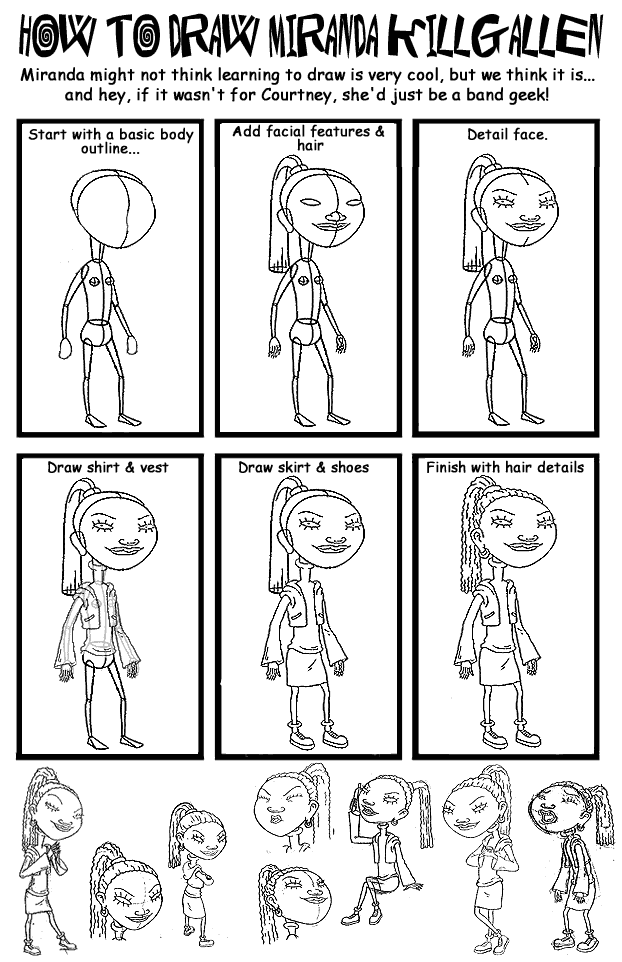 HOW TO DRAW MIRANDA KILLGALLEN
Miranda might not think learning to draw is very cool, but we think it is...
and hey, if it wasn't for Courtney, she'd just be a band geek!
Start with a basic body
outline...
Add facial features &
hair
Detail face.
Draw shirt & vest
Draw skirt & shoes
Finish with hair details